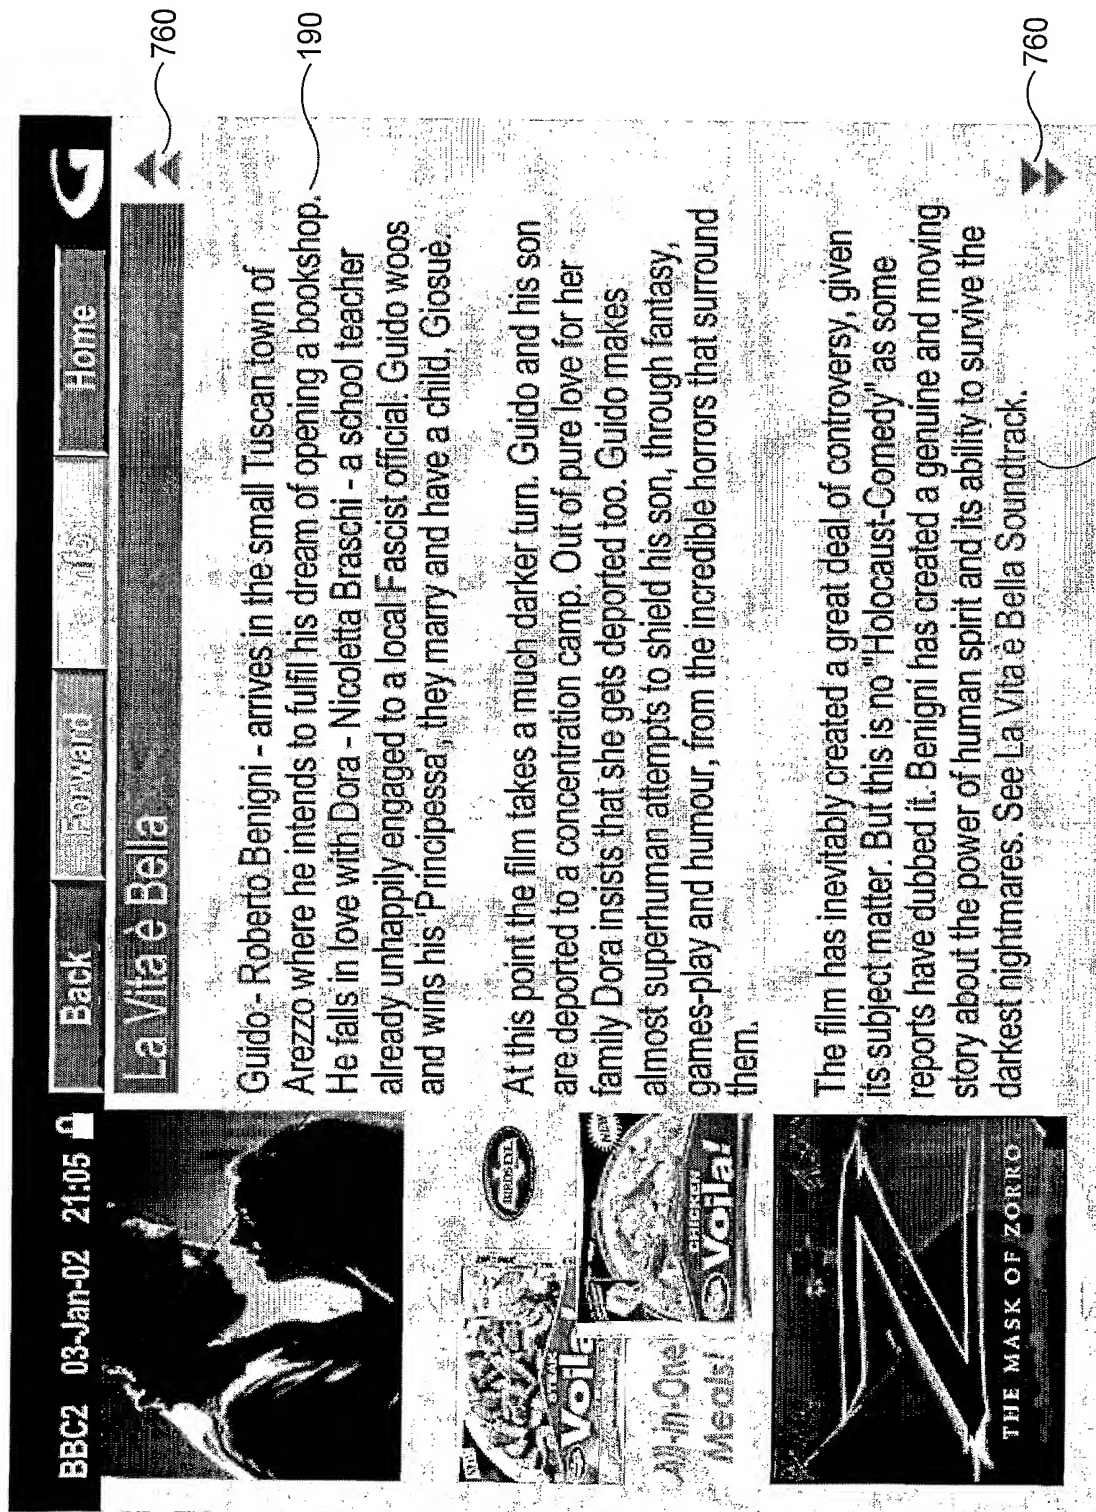 BBC2 03-Jan-02 21:05
Back
Forward
Home
La Vita è Bella
760
Guido - Roberto Benigni - arrives in the small Tuscan town of
Arezzo where he intends to fulfil his dream of opening a bookshop.
190
He falls in love with Dora - Nicoletta Braschi - a school teacher
already unhappily engaged to a local Fascist official. Guido woos
and wins his 'Principessa', they marry and have a child, Giosuè.
At this point the film takes a much darker turn. Guido and his son
are deported to a concentration camp. Out of pure love for her
family Dora insists that she gets deported too. Guido makes
almost superhuman attempts to shield his son, through fantasy,
games-play and humour, from the incredible horrors that surround
them.
The film has inevitably created a great deal of controversy, given
its subject matter. But this is no "Holocaust-Comedy" as some
reports have dubbed it. Benigni has created a genuine and moving
story about the power of human spirit and its ability to survive the
darkest nightmares. See La Vita è Bella Soundtrack.
760
BIRDS EYE
STEAK
Voila
All-in-One
Meals!
NEW
CHICKEN
Voila!
THE MASK OF ZORRO